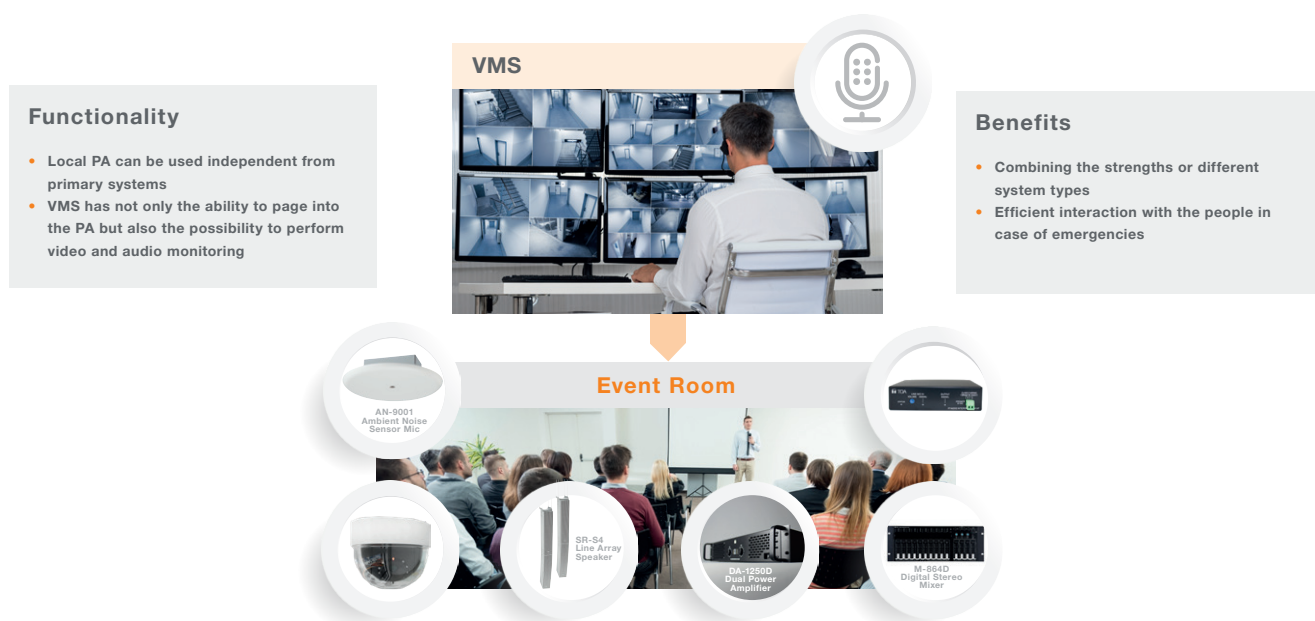 VMS
Functionality
• Local PA can be used independent from
primary systems
• VMS has not only the ability to page into
the PA but also the possibility to perform
video and audio monitoring
Benefits
• Combining the strengths or different
system types
• Efficient interaction with the people in
case of emergencies
Event Room
AN-9001
Ambient Noise
Sensor Mic
TOA
SR-S4
Line Array
Speaker
DA-1250D
Dual Power
Amplifier
M-864D
Digital Stereo
Mixer